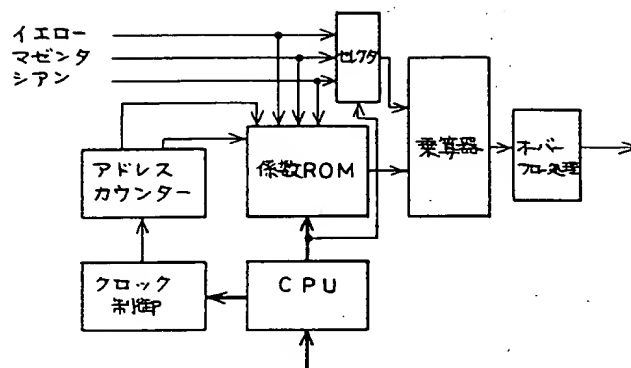 イエロー
マゼンタ
シアン
セレクタ
アドレス
カウンター
係数ROM
乗算器
オーバー
フロー処理
クロック
制御
CPU